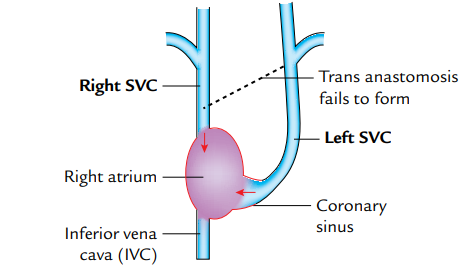 Right SVC
Trans anastomosis
fails to form
Left SVC
Right atrium
Coronary
sinus
Inferior vena
cava (IVC)